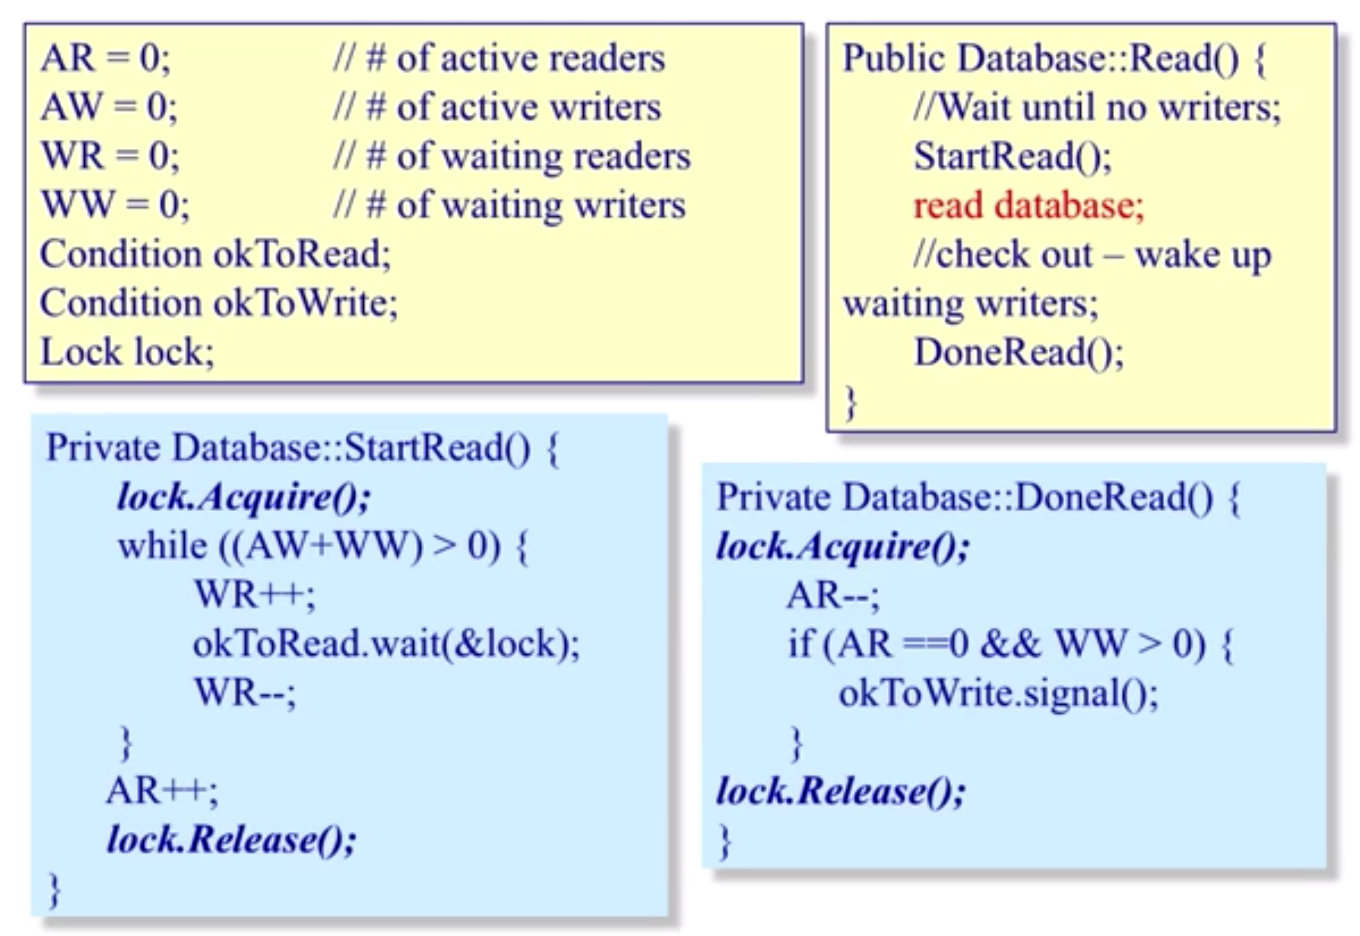 AR = 0; // # of active readers
AW = 0; // # of active writers
WR = 0; // # of waiting readers
WW = 0; // # of waiting writers
Condition okToRead;
Condition okToWrite;
Lock lock;
Public Database::Read() {
//Wait until no writers;
StartRead();
read database;
//check out – wake up
waiting writers;
DoneRead();
}
Private Database::StartRead() {
lock.Acquire();
while ((AW+WW) > 0) {
WR++;
okToRead.wait(&lock);
WR--;
}
AR++;
lock.Release();
}
Private Database::DoneRead() {
lock.Acquire();
AR--;
if (AR ==0 && WW > 0) {
okToWrite.signal();
}
lock.Release();
}